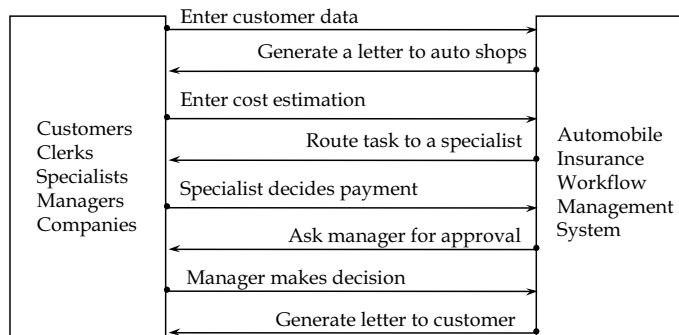 Enter customer data
Generate a letter to auto shops
Enter cost estimation
Route task to a specialist
Specialist decides payment
Ask manager for approval
Manager makes decision
Generate letter to customer
Customers
Clerks
Specialists
Managers
Companies
Automobile
Insurance
Workflow
Management
System